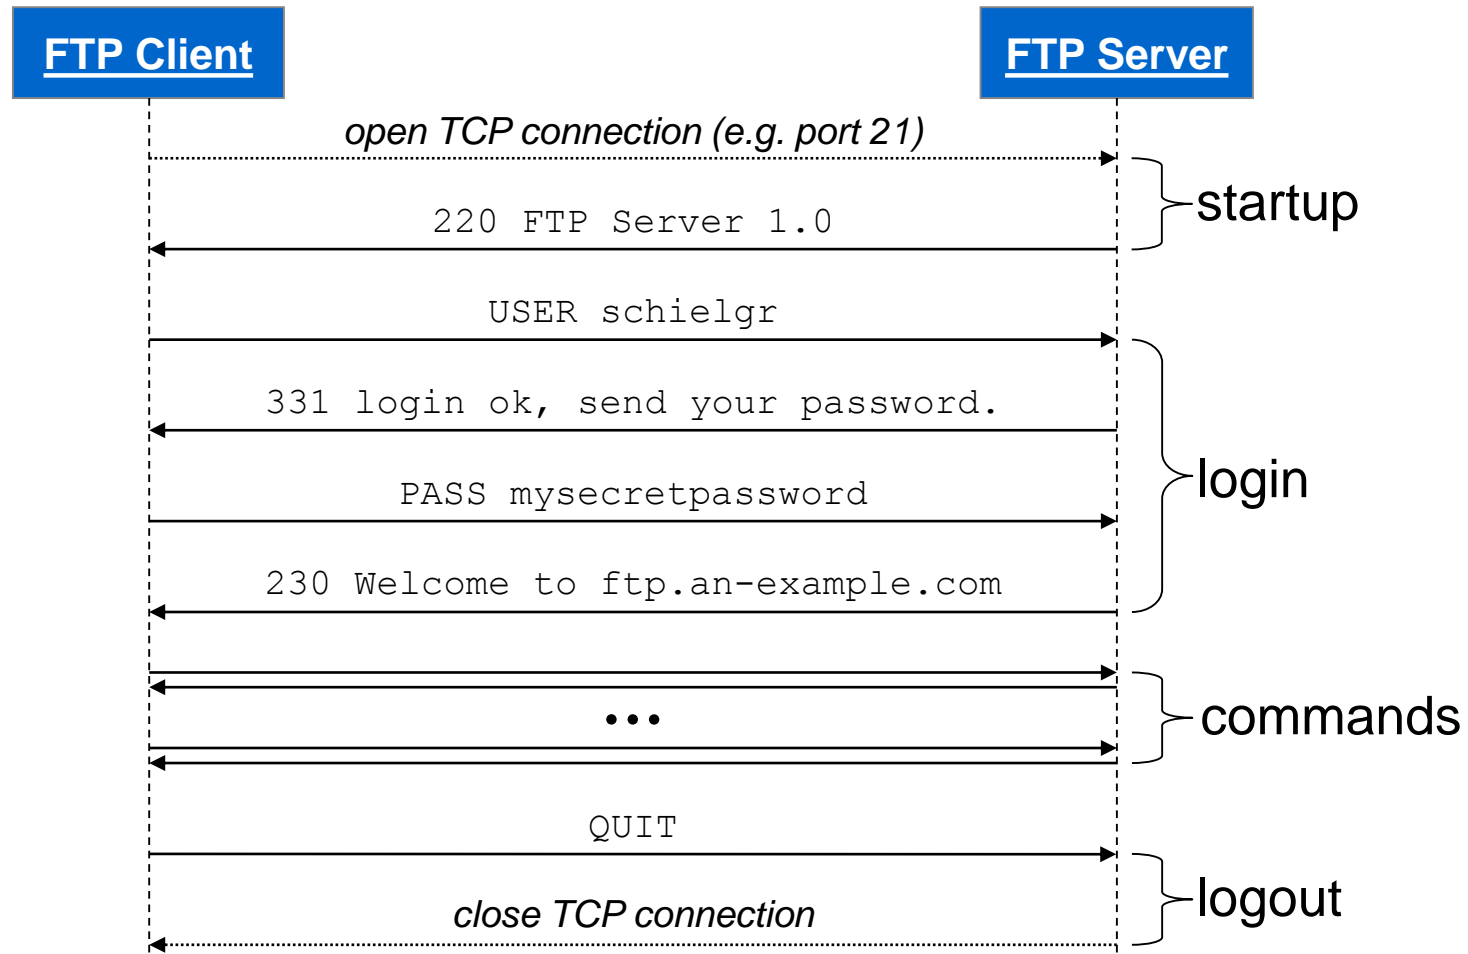 FTP Client
FTP Server
open TCP connection (e.g. port 21)
startup
220 FTP Server 1.0
USER schielgr
331 login ok, send your password.
login
PASS mysecretpassword
230 Welcome to ftp.an-example.com
...
commands
QUIT
logout
close TCP connection